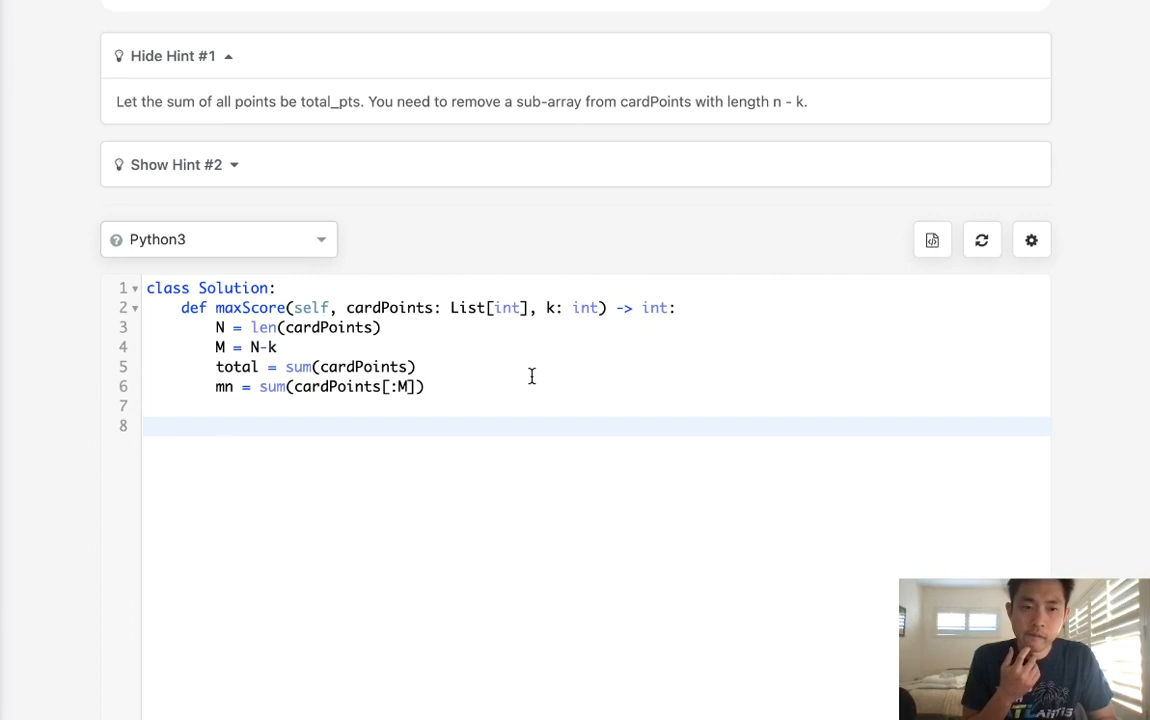 Hide Hint #1
Let the sum of all points be total_pts. You need to remove a sub-array from cardPoints with length n - k.
Show Hint #2
Python3
1 class Solution:
2 def maxScore(self, cardPoints: List[int], k: int) -> int:
3 N = len(cardPoints)
4 M = N-k
5 total = sum(cardPoints)
6 mn = sum(cardPoints[:M])
7
8